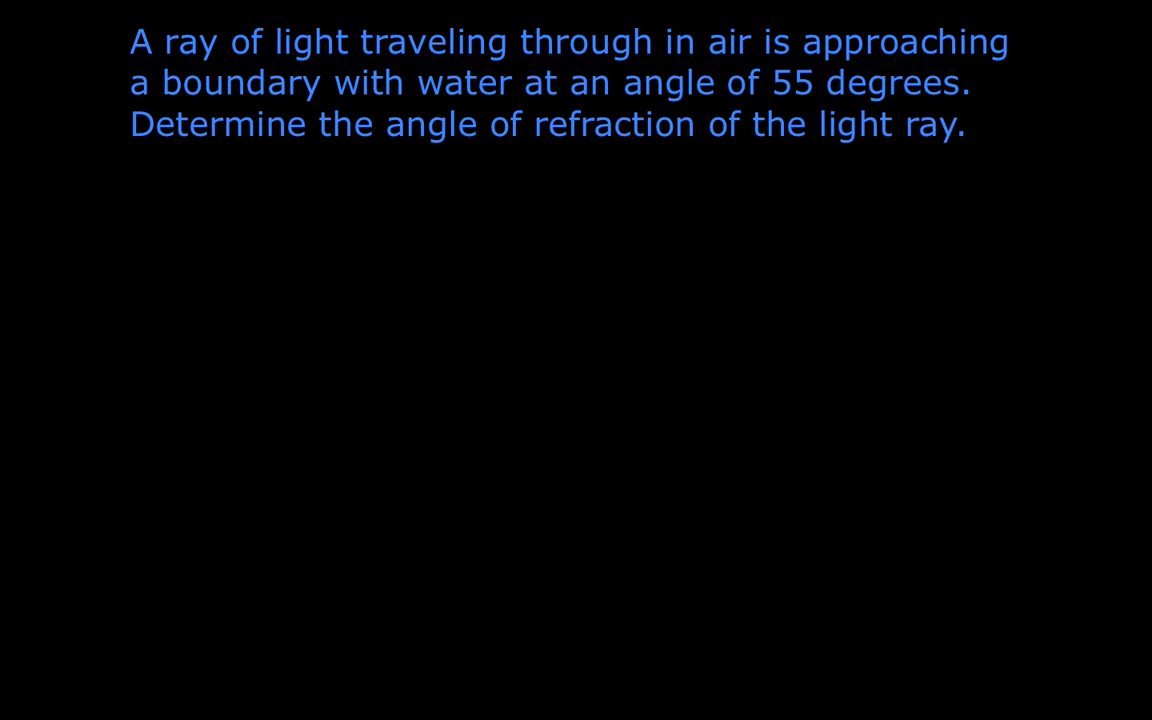 A ray of light traveling through in air is approaching
a boundary with water at an angle of 55 degrees.
Determine the angle of refraction of the light ray.